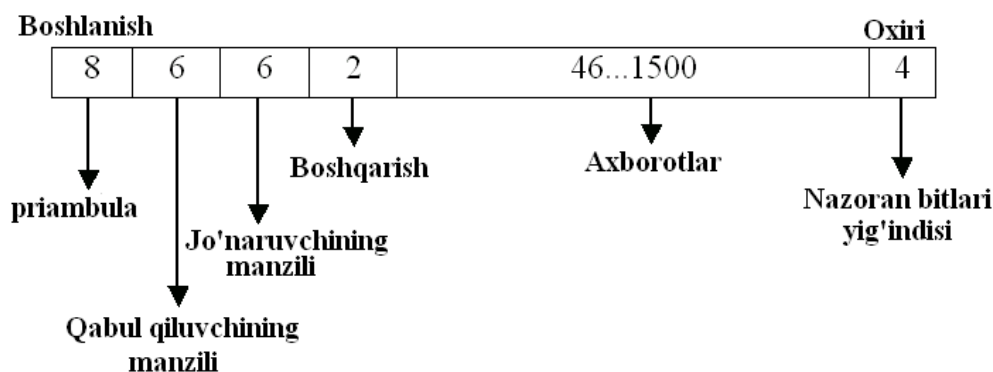 Boshlanish
Oxiri
8 6 6 2 46...1500 4
Boshqarish
Axborotlar
priambula
Nazoran bitlari
yig'indisi
Jo'naruvchining
manzili
Qabul qiluvchining
manzili